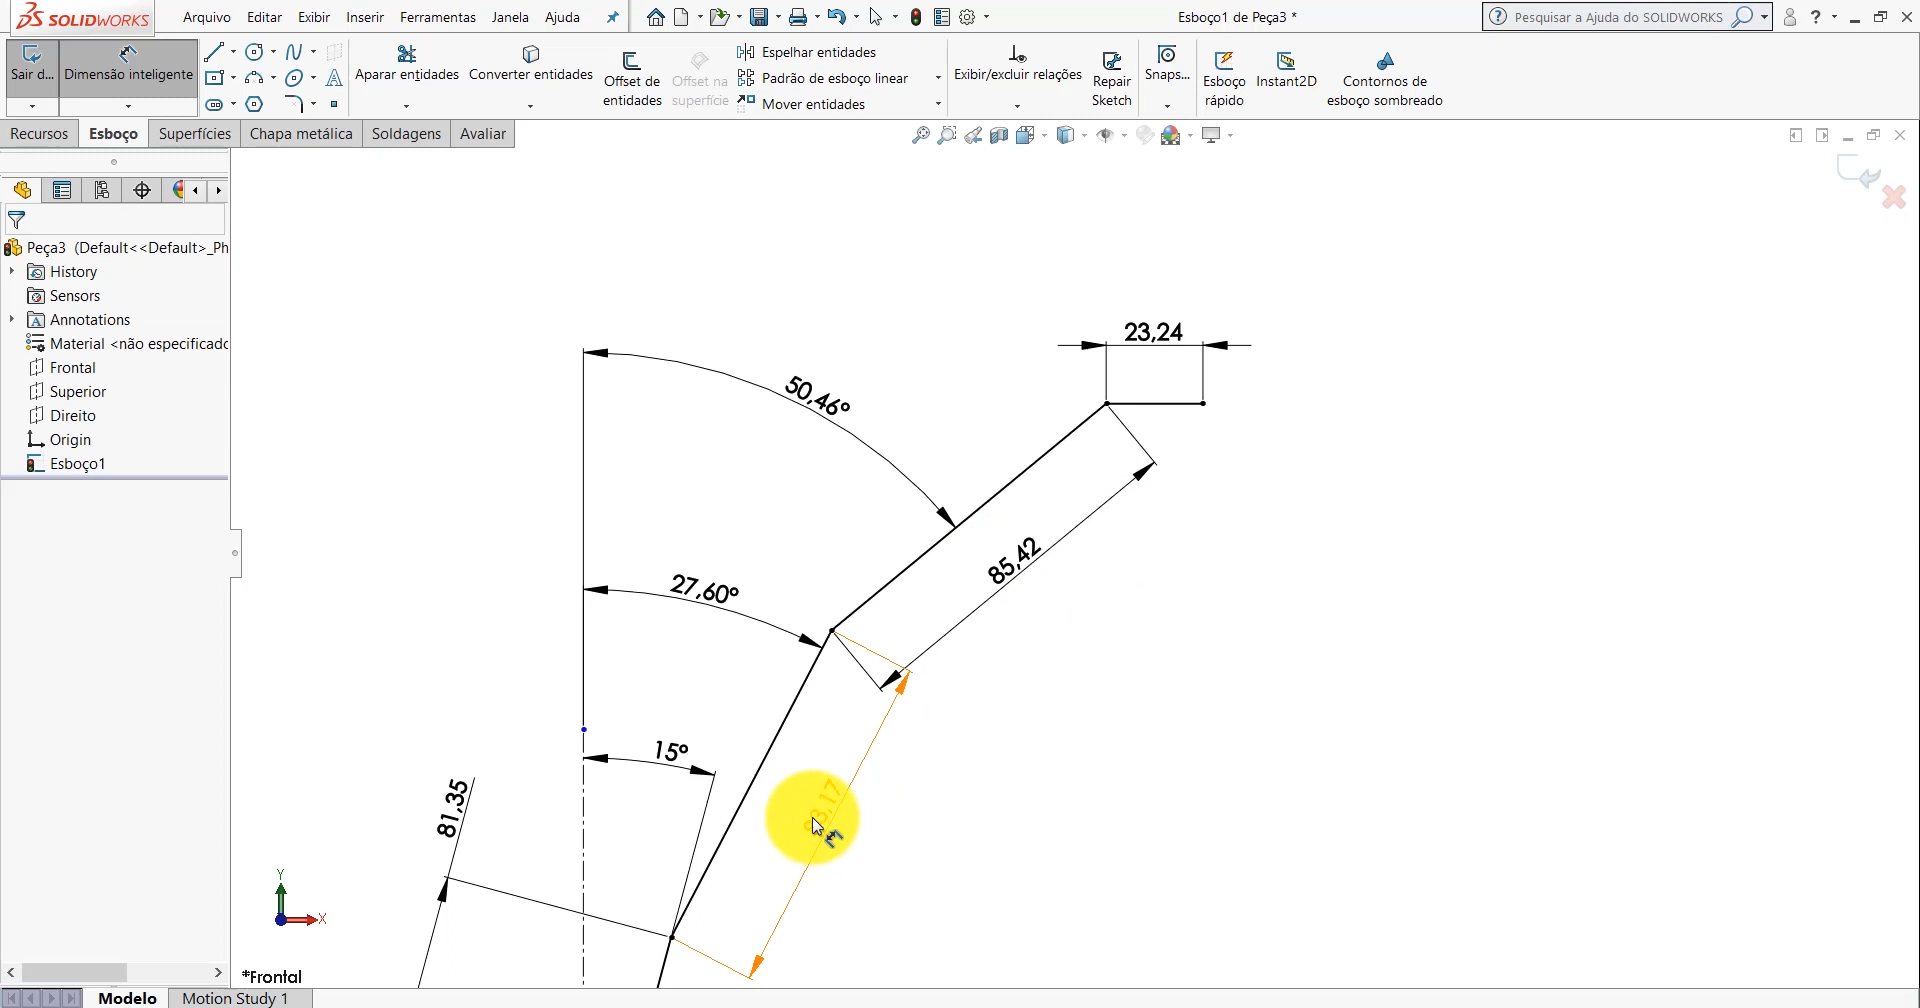 SOLIDWORKS
Arquivo Editar Exibir Inserir Ferramentas Janela Ajuda
Esboço1 de Peça3 *
Pesquisar a Ajuda do SOLIDWORKS
Sair d...
Dimensão inteligente
Aparar entidades
Converter entidades
Offset de
entidades
Offset na
superfície
Espelhar entidades
Padrão de esboço linear
Mover entidades
Exibir/excluir relações
Repair
Sketch
Snaps...
Esboço
rápido
Instant2D
Contornos de
esboço sombreado
Recursos Esboço Superfícies Chapa metálica Soldagens Avaliar
Peça3 (Default<<Default>_Ph
History
Sensors
Annotations
Material <não especificado
Frontal
Superior
Direito
Origin
Esboço1
23,24
50,46°
85,42
27,60°
15°
81,35
Y
X
*Frontal
Modelo Motion Study 1